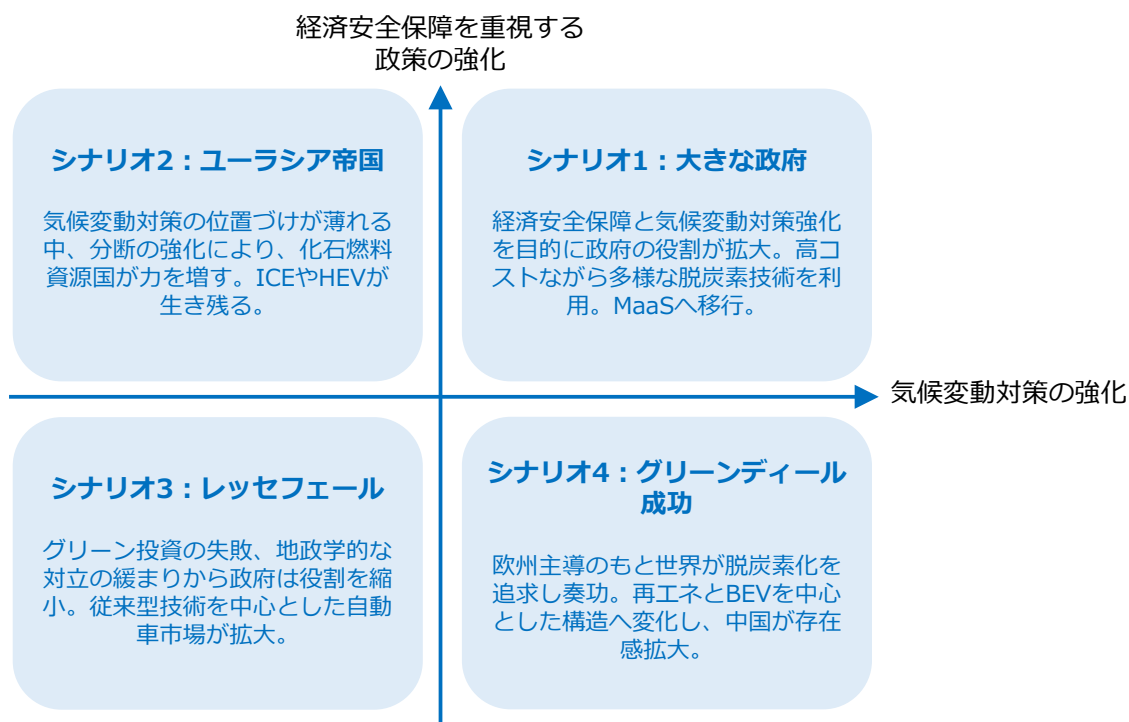 経済安全保障を重視する
政策の強化
シナリオ2：ユーラシア帝国
気候変動対策の位置づけが薄れる
中、分断の強化により、化石燃料
資源国が力を増す。ICEやHEVが
生き残る。
シナリオ1：大きな政府
経済安全保障と気候変動対策強化
を目的に政府の役割が拡大。高コ
ストながら多様な脱炭素技術を利
用。MaaSへ移行。
気候変動対策の強化
シナリオ3：レッセフェール
グリーン投資の失敗、地政学的な
対立の緩まりから政府は役割を縮
小。従来型技術を中心とした自動
車市場が拡大。
シナリオ4：グリーンディール
成功
欧州主導のもと世界が脱炭素化を
追求し奏功。再エネとBEVを中心
とした構造へ変化し、中国が存在
感拡大。